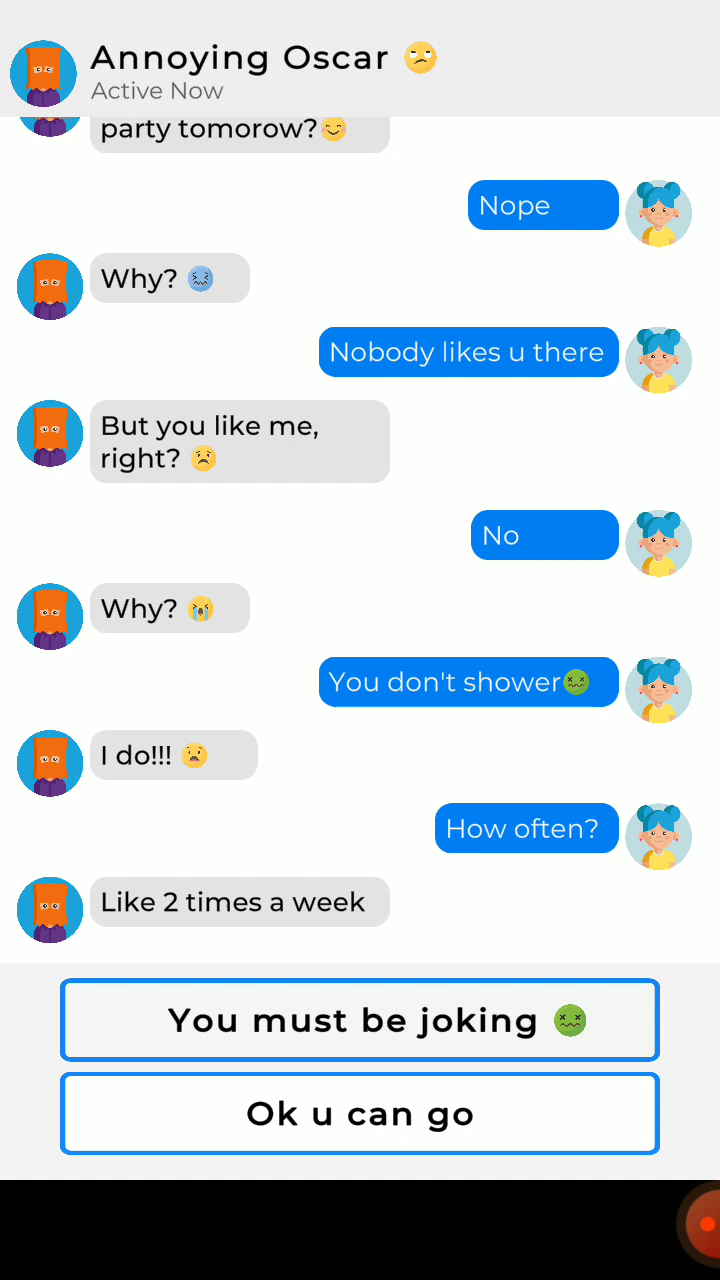 Annoying Oscar 🙄
Active Now
party tomorow?😊
Nope
Why? 😖
Nobody likes u there
But you like me,
right? 😟
No
Why? 😭
You don't shower🤢
I do!!! 😧
How often?
Like 2 times a week
You must be joking 🤢
Ok u can go